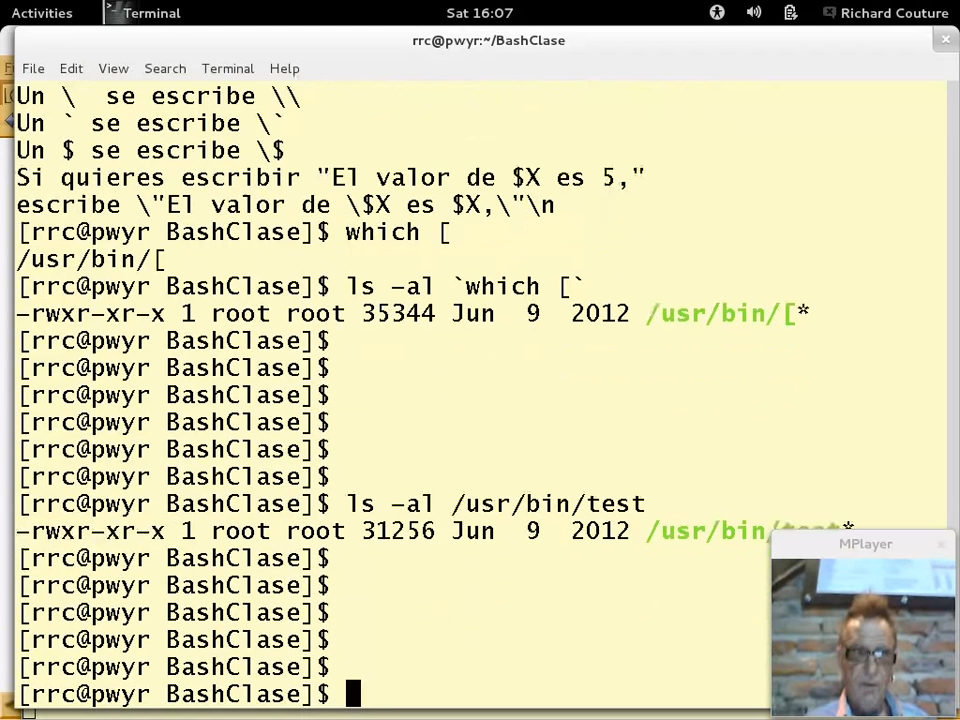 Activities Terminal Sat 16:07 Richard Couture
rrc@pwyr:~/BashClase
File Edit View Search Terminal Help
Un \  se escribe \\
Un ` se escribe \`
Un $ se escribe \$
Si quieres escribir "El valor de $X es 5,"
escribe \"El valor de \$X es $X,\"\n
[rrc@pwyr BashClase]$ which [
/usr/bin/[
[rrc@pwyr BashClase]$ ls -al `which [`
-rwxr-xr-x 1 root root 35344 Jun  9  2012 /usr/bin/[*
[rrc@pwyr BashClase]$
[rrc@pwyr BashClase]$
[rrc@pwyr BashClase]$
[rrc@pwyr BashClase]$
[rrc@pwyr BashClase]$
[rrc@pwyr BashClase]$
[rrc@pwyr BashClase]$ ls -al /usr/bin/test
-rwxr-xr-x 1 root root 31256 Jun  9  2012 /usr/bin/test*
[rrc@pwyr BashClase]$
[rrc@pwyr BashClase]$
[rrc@pwyr BashClase]$
[rrc@pwyr BashClase]$
[rrc@pwyr BashClase]$
[rrc@pwyr BashClase]$
MPlayer